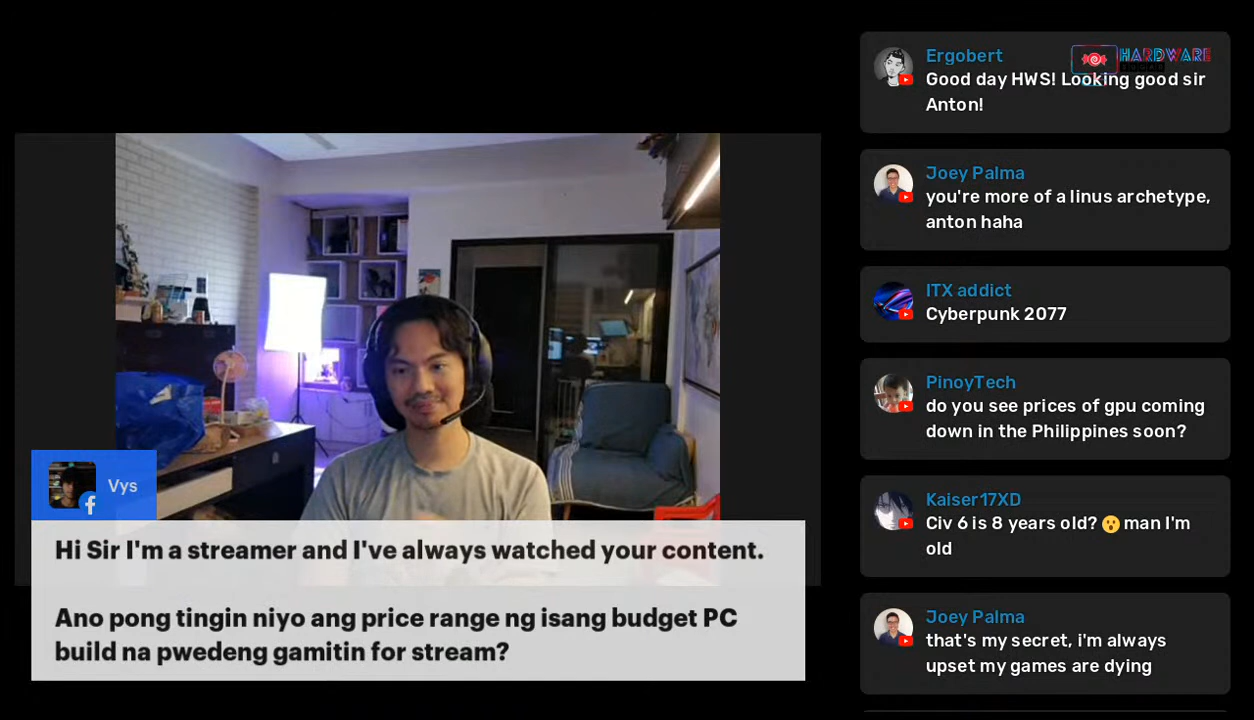 Ergobert
HARDWARE
Good day HWS! Looking good sir
Anton!
Joey Palma
you're more of a linus archetype,
anton haha
ITX addict
Cyberpunk 2077
PinoyTech
do you see prices of gpu coming
down in the Philippines soon?
Kaiser17XD
Civ 6 is 8 years old? 😮 man I'm
old
Joey Palma
that's my secret, i'm always
upset my games are dying
Vys
Hi Sir I'm a streamer and I've always watched your content.
Ano pong tingin niyo ang price range ng isang budget PC
build na pwedeng gamitin for stream?